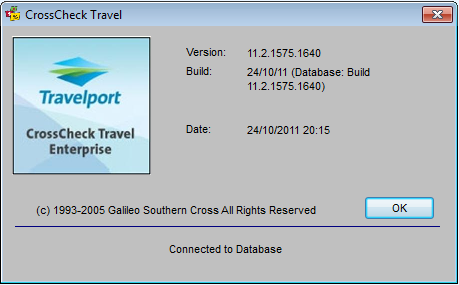 CrossCheck Travel
Travelport
CrossCheck Travel
Enterprise
Version: 11.2.1575.1640
Build: 24/10/11 (Database: Build
11.2.1575.1640)
Date: 24/10/2011 20:15
(c) 1993-2005 Galileo Southern Cross All Rights Reserved
OK
Connected to Database